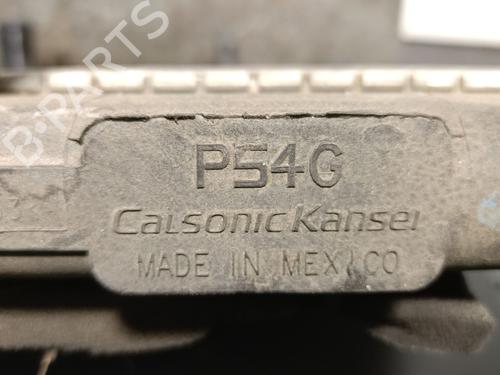 B-PARTS
P54G
CalsonicKansei
MADE IN MEXICO